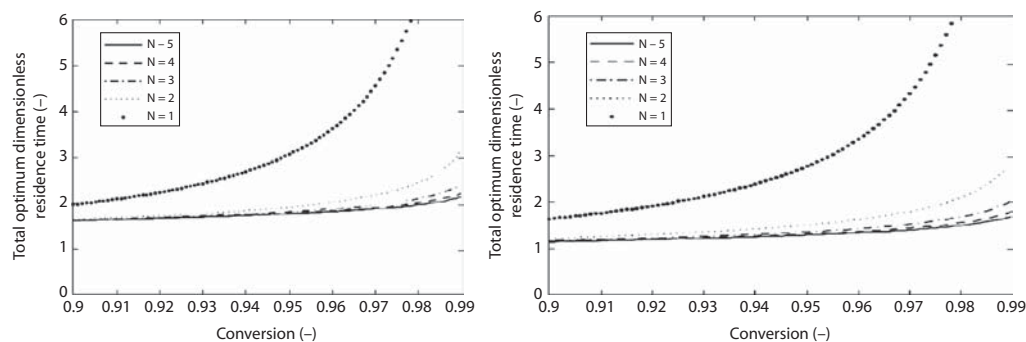 Total optimum dimensionless
residence time (–)
6
5
4
3
2
1
0
N – 5
N = 4
N = 3
N = 2
N = 1
0.9 0.91 0.92 0.93 0.94 0.95 0.96 0.97 0.98 0.99
Conversion (–)
Total optimum dimensionless
residence time (–)
6
5
4
3
2
1
0
N – 5
N = 4
N = 3
N = 2
N = 1
0.9 0.91 0.92 0.93 0.94 0.95 0.96 0.97 0.98 0.99
Conversion (–)